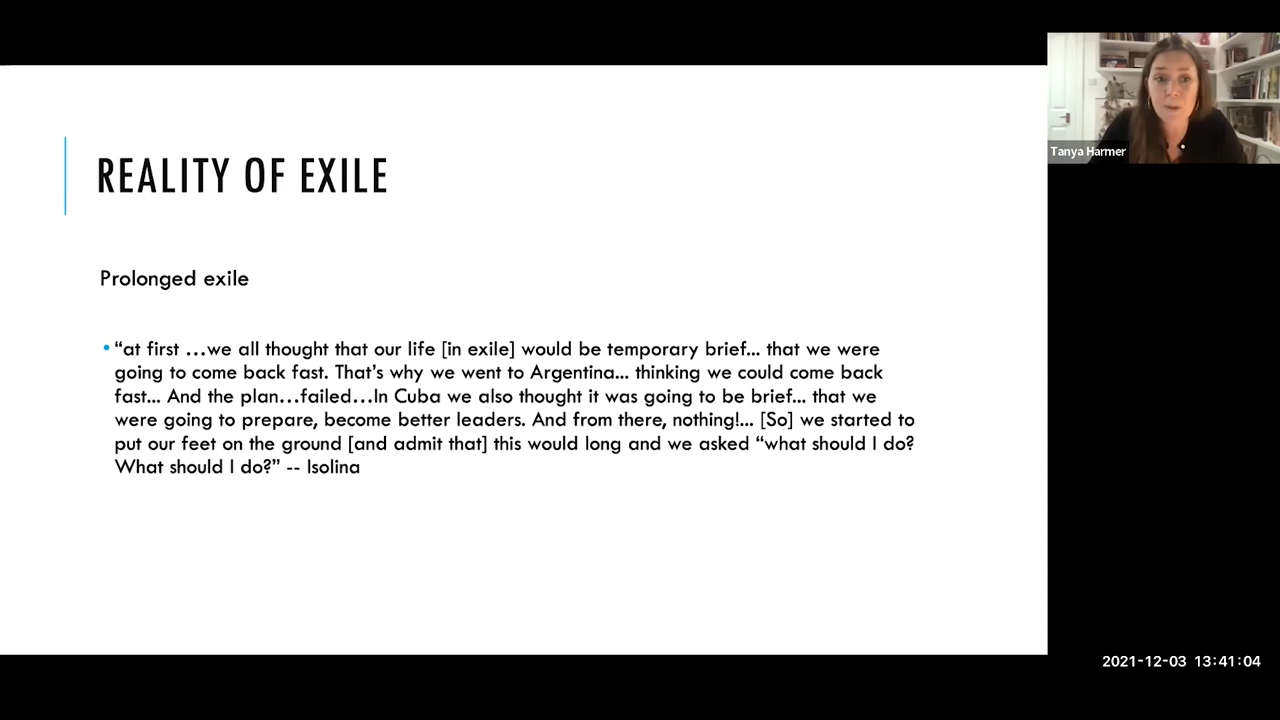 REALITY OF EXILE
Prolonged exile
• “at first …we all thought that our life [in exile] would be temporary brief... that we were
going to come back fast. That’s why we went to Argentina... thinking we could come back
fast... And the plan…failed…In Cuba we also thought it was going to be brief... that we
were going to prepare, become better leaders. And from there, nothing!... [So] we started to
put our feet on the ground [and admit that] this would long and we asked “what should I do?
What should I do?” -- Isolina
Tanya Harmer
2021-12-03 13:41:04